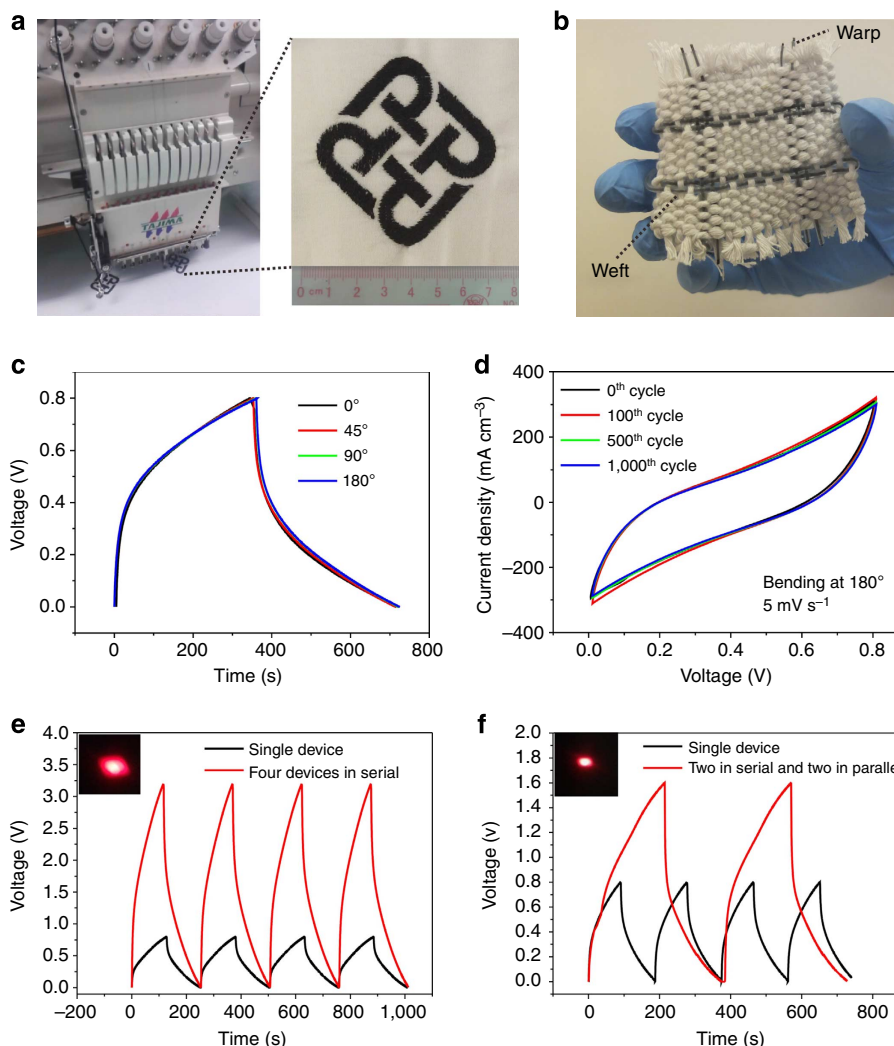 a
TAJIMA
0 cm 1 2 3 4 5 6 7 8
b
Warp
Weft
c
Voltage (V)
0.8
0.6
0.4
0.2
0.0
0°
45°
90°
180°
0 200 400 600 800
Time (s)
d
Current density (mA cm⁻³)
400
200
0
–200
–400
0th cycle
100th cycle
500th cycle
1,000th cycle
Bending at 180°
5 mV s⁻¹
0.0 0.2 0.4 0.6 0.8
Voltage (V)
e
Voltage (V)
4.0
3.5
3.0
2.5
2.0
1.5
1.0
0.5
0
Single device
Four devices in serial
–200 0 200 400 600 800 1,000
Time (s)
f
Voltage (v)
2.0
1.8
1.6
1.4
1.2
1.0
0.8
0.6
0.4
0.2
0.0
Single device
Two in serial and two in paralle
0 200 400 600 800
Time (s)